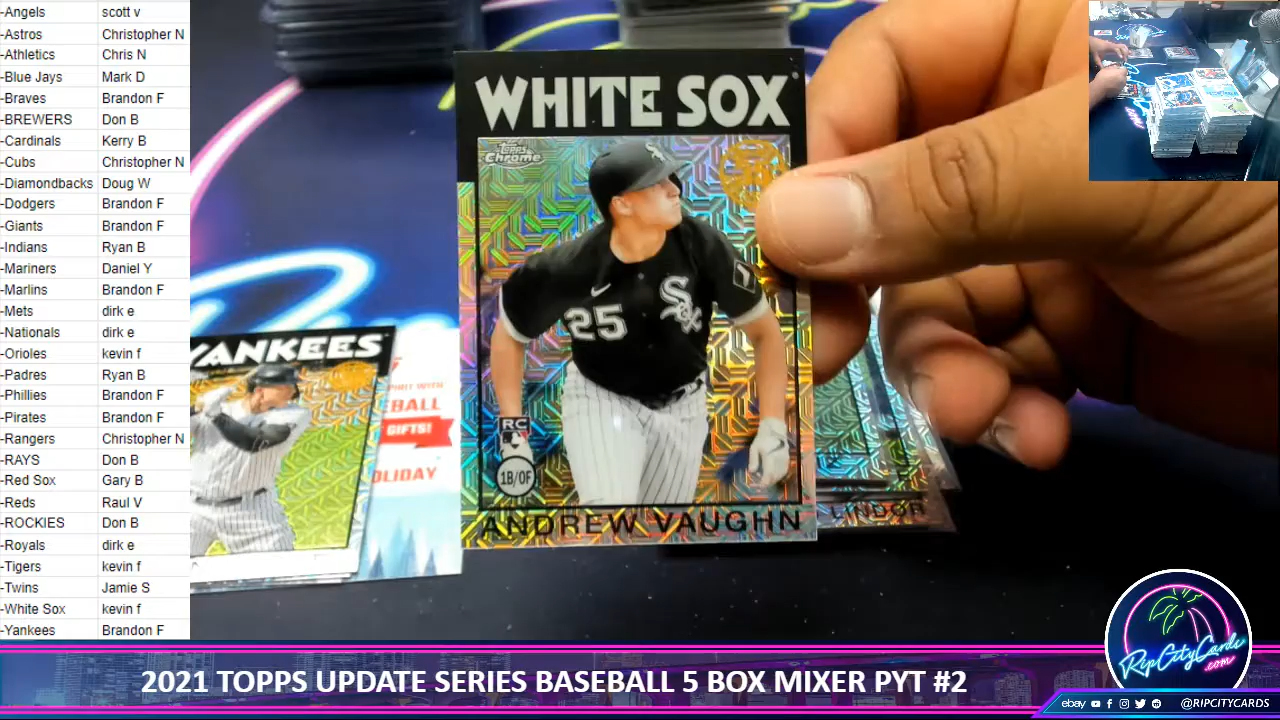 -Angels scott v
-Astros Christopher N
-Athletics Chris N
-Blue Jays Mark D
-Braves Brandon F
-BREWERS Don B
-Cardinals Kerry B
-Cubs Christopher N
-Diamondbacks Doug W
-Dodgers Brandon F
-Giants Brandon F
-Indians Ryan B
-Mariners Daniel Y
-Marlins Brandon F
-Mets dirk e
-Nationals dirk e
-Orioles kevin f
-Padres Ryan B
-Phillies Brandon F
-Pirates Brandon F
-Rangers Christopher N
-RAYS Don B
-Red Sox Gary B
-Reds Raul V
-ROCKIES Don B
-Royals dirk e
-Tigers kevin f
-Twins Jamie S
-White Sox kevin f
-Yankees Brandon F
WHITE SOX
Topps
Chrome
Sox
25
RC
1B/OF
ANDREW VAUGHN
YANKEES
WITH
GIFTS!
LINDOR
RipCityCards
.com
2021 TOPPS UPDATE SERIES BASEBALL 5 BOX MIXER PYT #2
ebay @RIPCITYCARDS